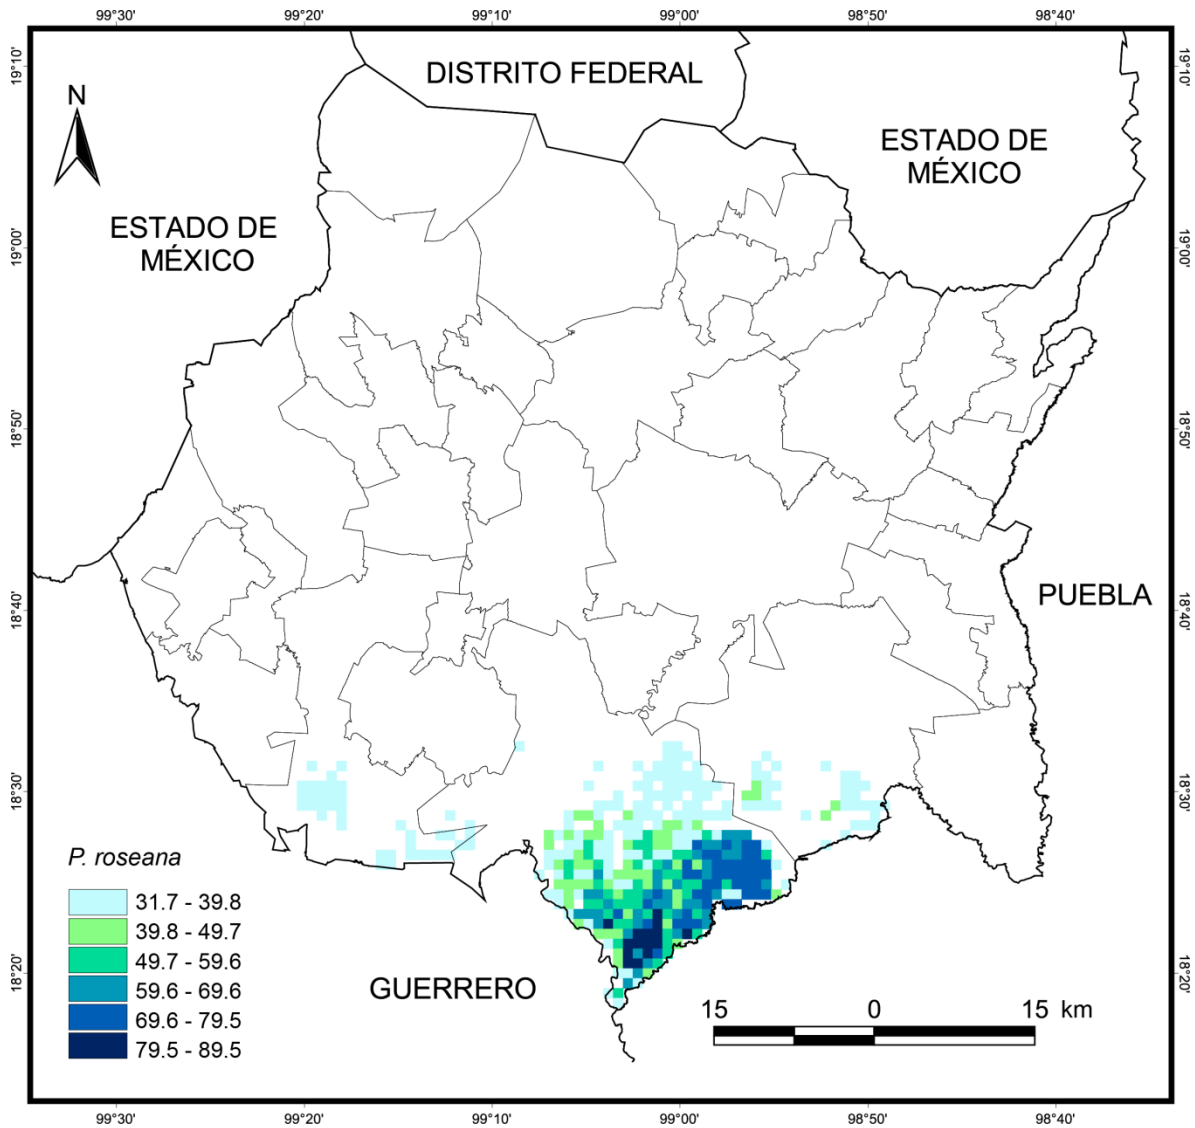 99°30' 99°20' 99°10' 99°00' 98°50' 98°40'
19°10' 19°10'
DISTRITO FEDERAL
N
ESTADO DE
MÉXICO
ESTADO DE
MÉXICO
19°00' 19°00'
18°50' 18°50'
PUEBLA
18°40' 18°40'
18°30' 18°30'
P. roseana
31.7 - 39.8
39.8 - 49.7
49.7 - 59.6
59.6 - 69.6
69.6 - 79.5
79.5 - 89.5
18°20' 18°20'
GUERRERO
15 0 15 km
99°30' 99°20' 99°10' 99°00' 98°50' 98°40'